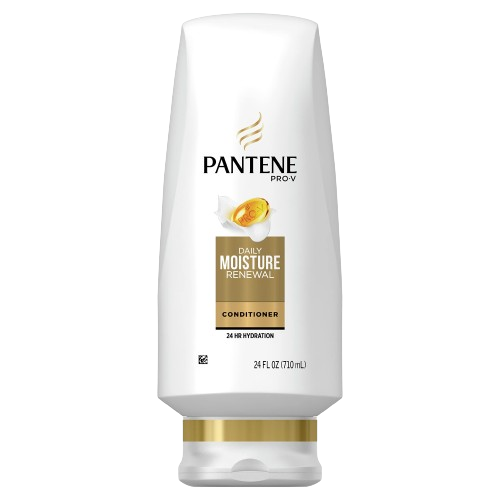 PANTENE
PRO-V
DAILY
MOISTURE
RENEWAL
CONDITIONER
24 HR HYDRATION
24 FL OZ (710 mL)